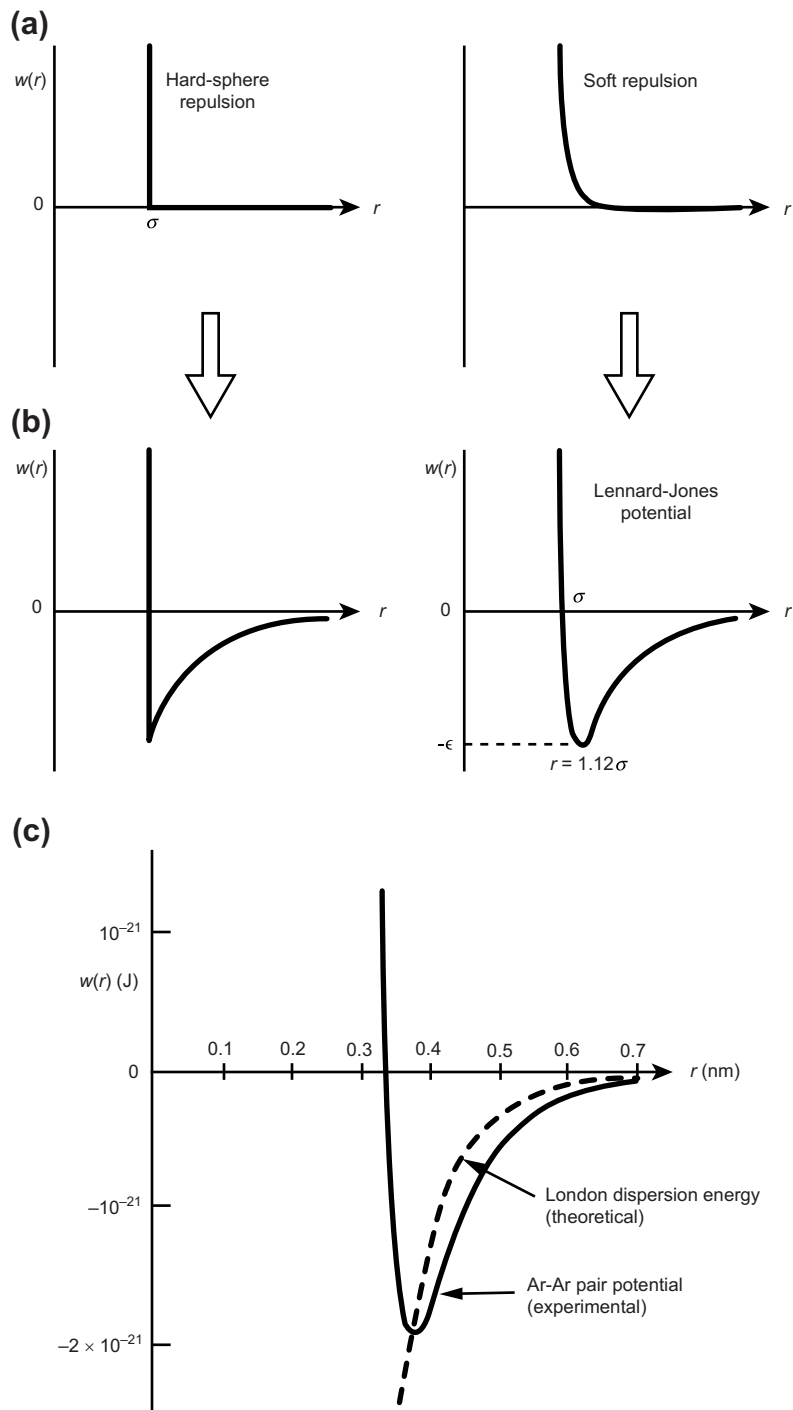 (a)
w(r)
Hard-sphere
repulsion
0
σ
r
Soft repulsion
r
(b)
w(r)
0
r
w(r)
Lennard-Jones
potential
σ
0
r
-ϵ
r = 1.12σ
(c)
10⁻²¹
w(r) (J)
0.1 0.2 0.3 0.4 0.5 0.6 0.7
0
r (nm)
−10⁻²¹
London dispersion energy
(theoretical)
Ar-Ar pair potential
(experimental)
−2 × 10⁻²¹